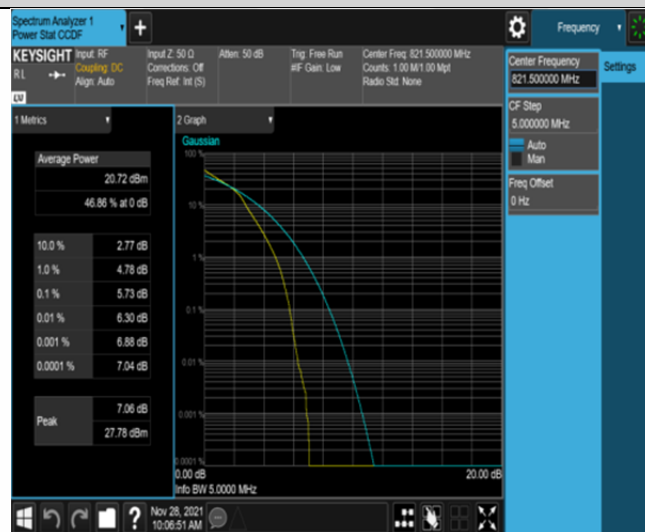 Spectrum Analyzer 1
Power Stat CCDF
+
Frequency
KEYSIGHT
RL
Input: RF
Coupling: DC
Align: Auto
Input Z: 50 Ω
Corrections: Off
Freq Ref: Int (S)
Atten: 50 dB
Trig: Free Run
#IF Gain: Low
Center Freq: 821.500000 MHz
Counts: 1.00 M/1.00 Mpt
Radio Std: None
Center Frequency
821.500000 MHz
Settings
CF Step
5.000000 MHz
Auto
Man
Freq Offset
0 Hz
1 Metrics
Average Power
20.72 dBm
46.86 % at 0 dB
10.0 % 2.77 dB
1.0 % 4.78 dB
0.1 % 5.73 dB
0.01 % 6.30 dB
0.001 % 6.88 dB
0.0001 % 7.04 dB
Peak
7.06 dB
27.78 dBm
2 Graph
Gaussian
100 %
10 %
1 %
0.1 %
0.01 %
0.001 %
0.0001 %
0.00 dB
20.00 dB
Info BW 5.0000 MHz
?
Nov 28, 2021
10:06:51 AM